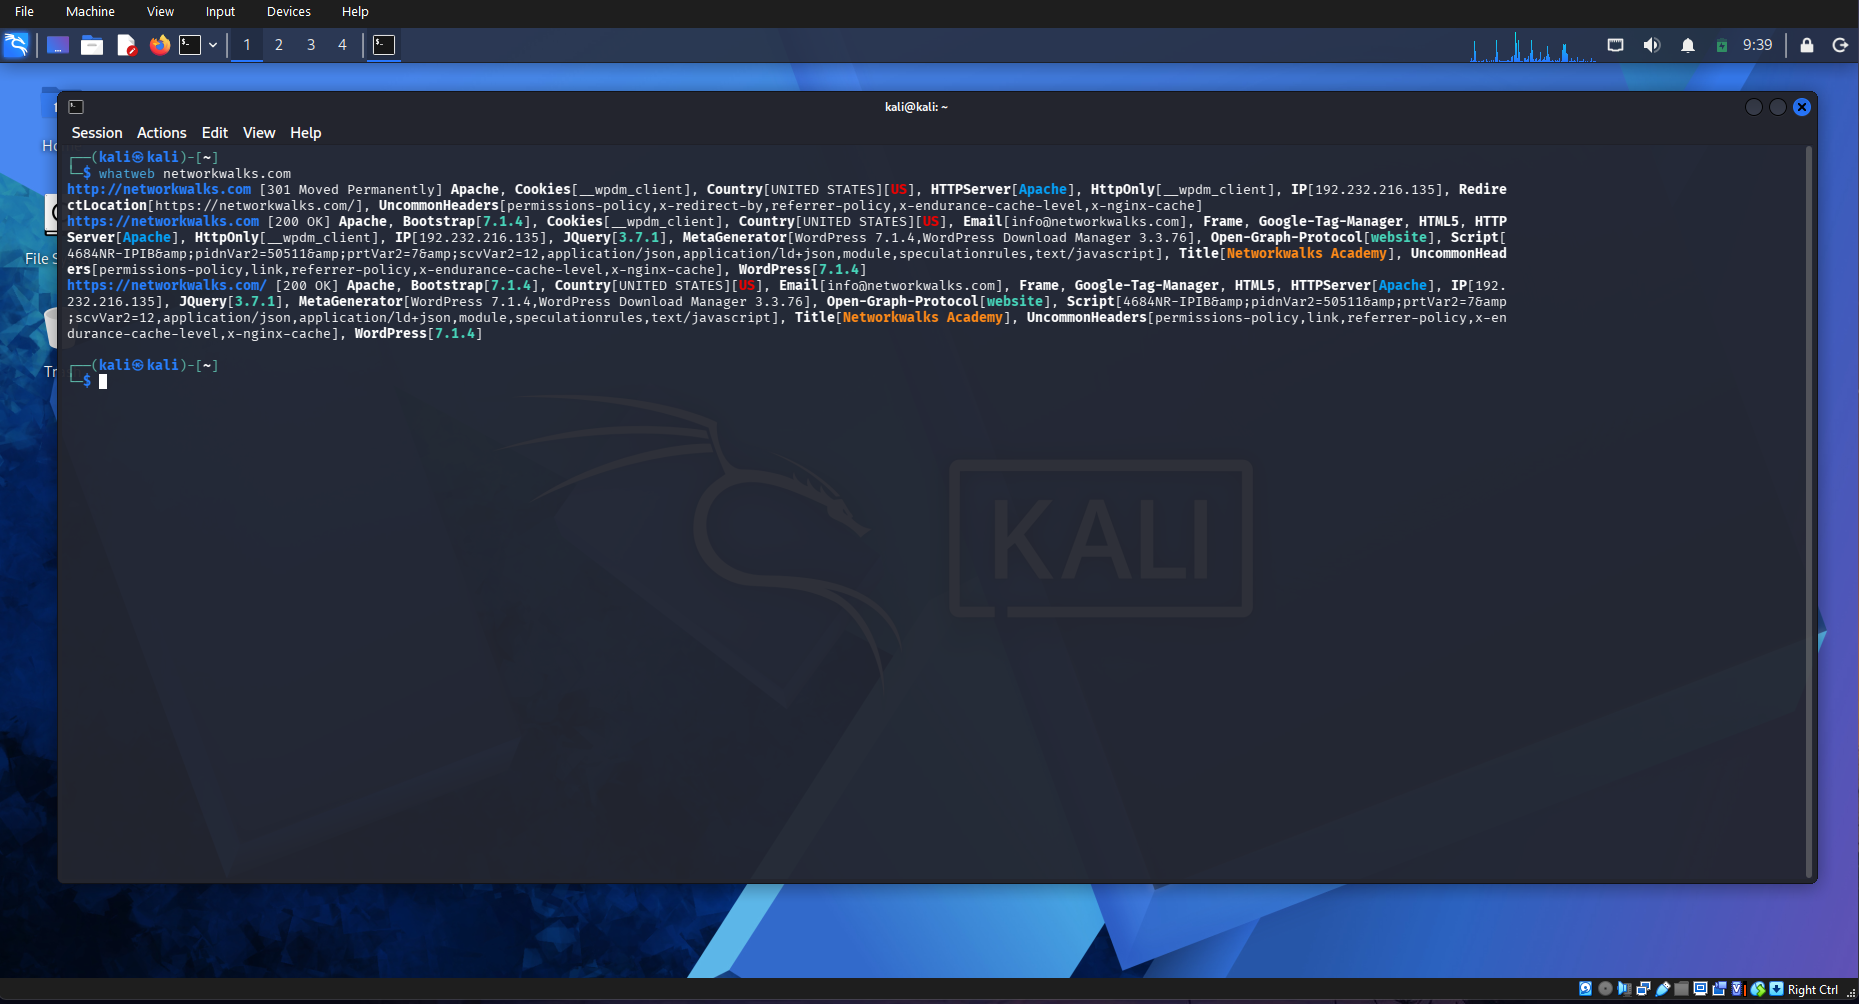 File Machine View Input Devices Help
1 2 3 4 9:39
kali@kali: ~
Session Actions Edit View Help
┌──(kali㉿kali)-[~]
└─$ whatweb networkwalks.com
http://networkwalks.com [301 Moved Permanently] Apache, Cookies[__wpdm_client], Country[UNITED STATES][US], HTTPServer[Apache], HttpOnly[__wpdm_client], IP[192.232.216.135], Redire
ctLocation[https://networkwalks.com/], UncommonHeaders[permissions-policy,x-redirect-by,referrer-policy,x-endurance-cache-level,x-nginx-cache]
https://networkwalks.com [200 OK] Apache, Bootstrap[7.1.4], Cookies[__wpdm_client], Country[UNITED STATES][US], Email[info@networkwalks.com], Frame, Google-Tag-Manager, HTML5, HTTP
Server[Apache], HttpOnly[__wpdm_client], IP[192.232.216.135], JQuery[3.7.1], MetaGenerator[WordPress 7.1.4,WordPress Download Manager 3.3.76], Open-Graph-Protocol[website], Script[
4684NR-IPIB&amp;pidnVar2=50511&amp;prtVar2=7&amp;scvVar2=12,application/json,application/ld+json,module,speculationrules,text/javascript], Title[Networkwalks Academy], UncommonHead
ers[permissions-policy,link,referrer-policy,x-endurance-cache-level,x-nginx-cache], WordPress[7.1.4]
https://networkwalks.com/ [200 OK] Apache, Bootstrap[7.1.4], Country[UNITED STATES][US], Email[info@networkwalks.com], Frame, Google-Tag-Manager, HTML5, HTTPServer[Apache], IP[192.
232.216.135], JQuery[3.7.1], MetaGenerator[WordPress 7.1.4,WordPress Download Manager 3.3.76], Open-Graph-Protocol[website], Script[4684NR-IPIB&amp;pidnVar2=50511&amp;prtVar2=7&amp
;scvVar2=12,application/json,application/ld+json,module,speculationrules,text/javascript], Title[Networkwalks Academy], UncommonHeaders[permissions-policy,link,referrer-policy,x-en
durance-cache-level,x-nginx-cache], WordPress[7.1.4]
┌──(kali㉿kali)-[~]
└─$
KALI
Right Ctrl